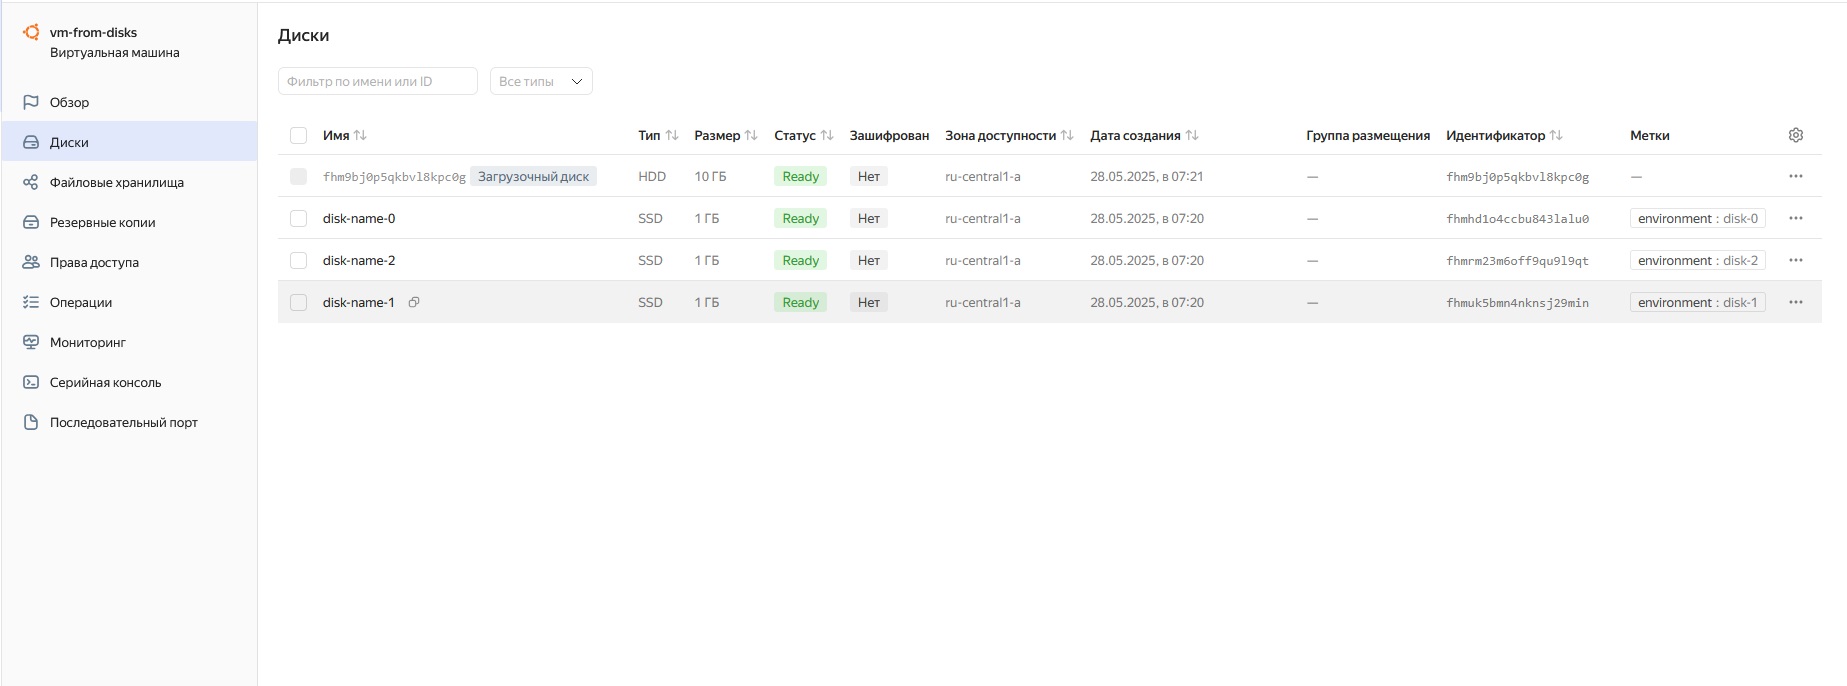 vm-from-disks
Виртуальная машина
Обзор
Диски
Файловые хранилища
Резервные копии
Права доступа
Операции
Мониторинг
Серийная консоль
Последовательный порт
Диски
Фильтр по имени или ID Все типы
Имя Тип Размер Статус Зашифрован Зона доступности Дата создания Группа размещения Идентификатор Метки
fhm9bj0p5qkbvl8kpc0g Загрузочный диск HDD 10 ГБ Ready Нет ru-central1-a 28.05.2025, в 07:21 — fhm9bj0p5qkbvl8kpc0g —
disk-name-0 SSD 1 ГБ Ready Нет ru-central1-a 28.05.2025, в 07:20 — fhmhd1o4ccbu843lalu0 environment : disk-0
disk-name-2 SSD 1 ГБ Ready Нет ru-central1-a 28.05.2025, в 07:20 — fhmrm23m6off9qu9l9qt environment : disk-2
disk-name-1 SSD 1 ГБ Ready Нет ru-central1-a 28.05.2025, в 07:20 — fhmuk5bmn4nknsj29min environment : disk-1